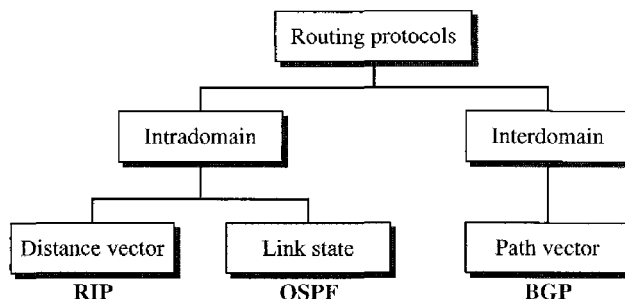 Routing protocols
Intradomain
Interdomain
Distance vector
Link state
Path vector
RIP
OSPF
BGP